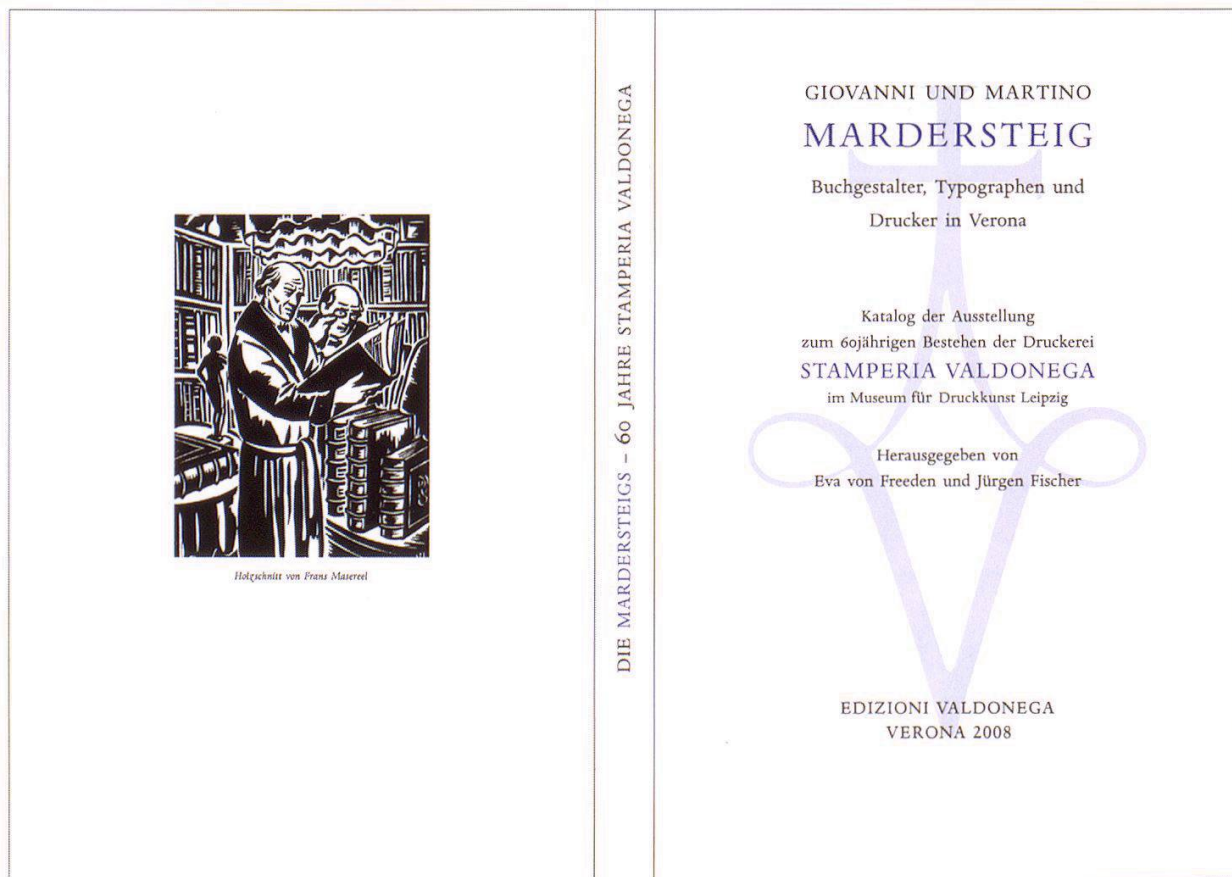 Holzschnitt von Frans Masereel
DIE MARDERSTEIGS – 60 JAHRE STAMPERIA VALDONEGA
GIOVANNI UND MARTINO
MARDERSTEIG
Buchgestalter, Typographen und
Drucker in Verona
Katalog der Ausstellung
zum 60jährigen Bestehen der Druckerei
STAMPERIA VALDONEGA
im Museum für Druckkunst Leipzig
Herausgegeben von
Eva von Freeden und Jürgen Fischer
EDIZIONI VALDONEGA
VERONA 2008